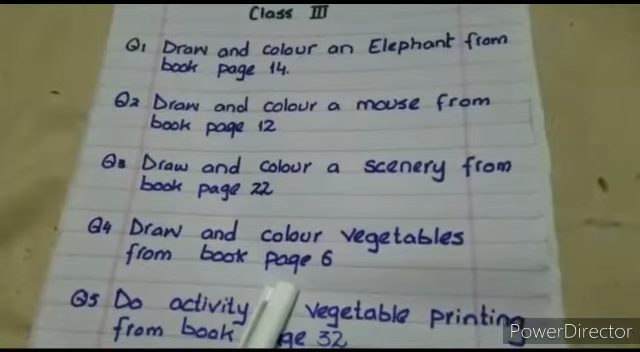 Class III
Q1 Draw and colour an Elephant from
book page 14.
Q2 Draw and colour a mouse from
book page 12
Q3 Draw and colour a scenery from
book page 22
Q4 Draw and colour vegetables
from book page 6
Q5 Do activity vegetable printing
from book ge 32
PowerDirector